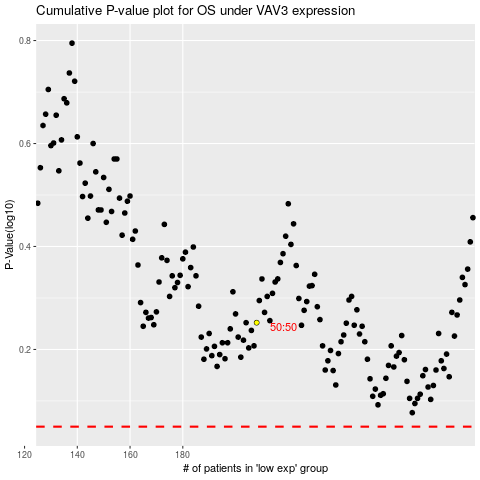 Cumulative P-value plot for OS under VAV3 expression
P-Value(log10)
0.8
0.6
0.4
0.2
50:50
120 140 160 180
# of patients in 'low exp' group